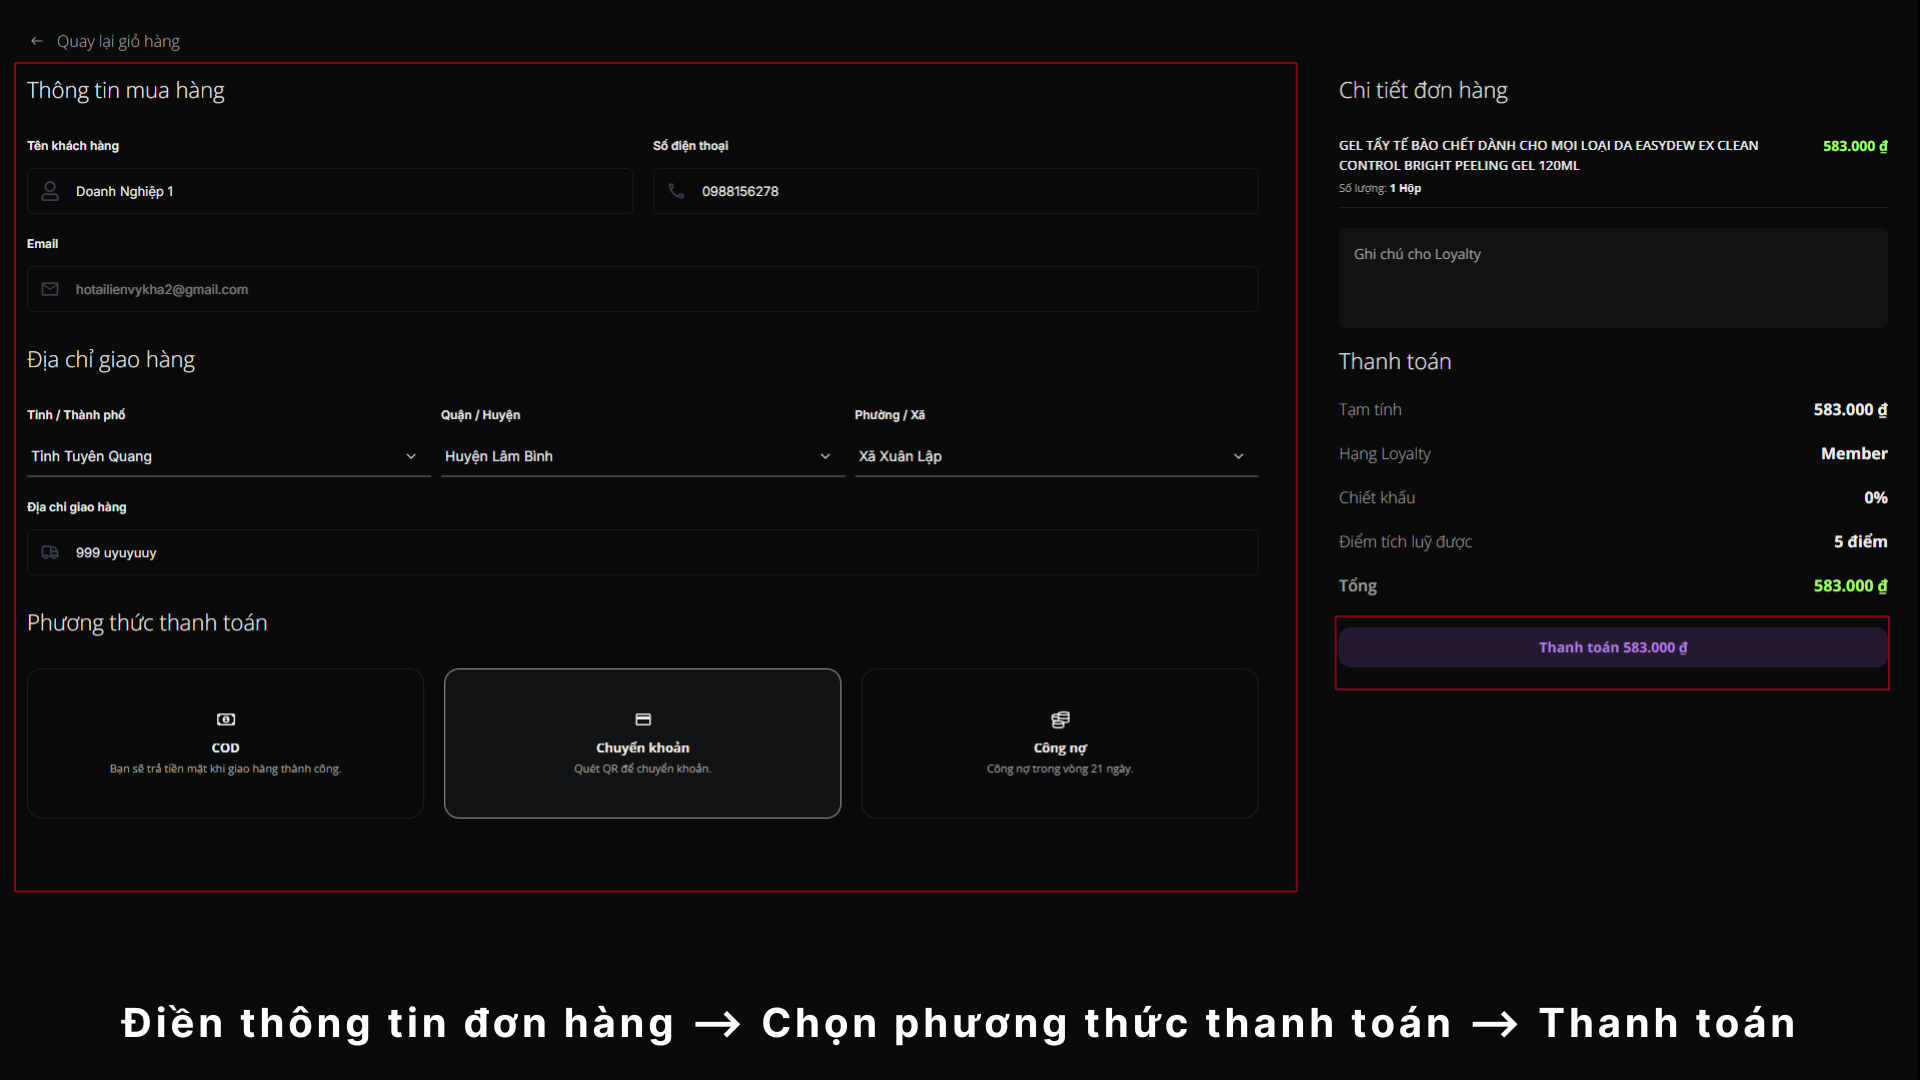 Quay lại giỏ hàng
Thông tin mua hàng
Tên khách hàng
Số điện thoại
Doanh Nghiệp 1
0988156278
Email
hotailienvykha2@gmail.com
Địa chỉ giao hàng
Tỉnh / Thành phố
Quận / Huyện
Phường / Xã
Tỉnh Tuyên Quang
Huyện Lâm Bình
Xã Xuân Lập
Địa chỉ giao hàng
999 uyuyuuy
Phương thức thanh toán
COD
Bạn sẽ trả tiền mặt khi giao hàng thành công.
Chuyển khoản
Quét QR để chuyển khoản.
Công nợ
Công nợ trong vòng 21 ngày.
Chi tiết đơn hàng
GEL TẨY TẾ BÀO CHẾT DÀNH CHO MỌI LOẠI DA EASYDEW EX CLEAN
CONTROL BRIGHT PEELING GEL 120ML
583.000 ₫
Số lượng: 1 Hộp
Ghi chú cho Loyalty
Thanh toán
Tạm tính 583.000 ₫
Hạng Loyalty Member
Chiết khấu 0%
Điểm tích luỹ được 5 điểm
Tổng 583.000 ₫
Thanh toán 583.000 ₫
Điền thông tin đơn hàng → Chọn phương thức thanh toán → Thanh toán